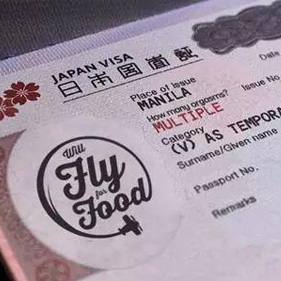 JAPAN VISA
日本国査証
Place of Issue
MANILA
Issue No.
Date
How many orgasms?
MULTIPLE
Category
(V) AS TEMPORA
Surname/Given name
Passport No.
Remarks
Will
Fly
for
Food